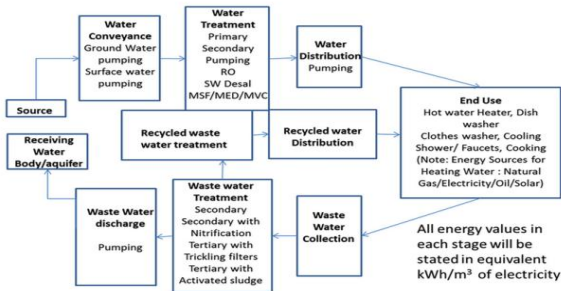 Water
Conveyance
Ground Water
pumping
Surface water
pumping
Water
Treatment
Primary
Secondary
Pumping
RO
SW Desal
MSF/MED/MVC
Water
Distribution
Pumping
Source
End Use
Hot water Heater, Dish
washer
Clothes washer, Cooling
Shower/ Faucets, Cooking
(Note: Energy Sources for
Heating Water : Natural
Gas/Electricity/Oil/Solar)
Recycled waste
water treatment
Recycled water
Distribution
Receiving
Water
Body/aquifer
Waste Water
discharge
Pumping
Waste water
Treatment
Secondary
Secondary with
Nitrification
Tertiary with
Trickling filters
Tertiary with
Activated sludge
Waste
Water
Collection
All energy values in
each stage will be
stated in equivalent
kWh/m³ of electricity